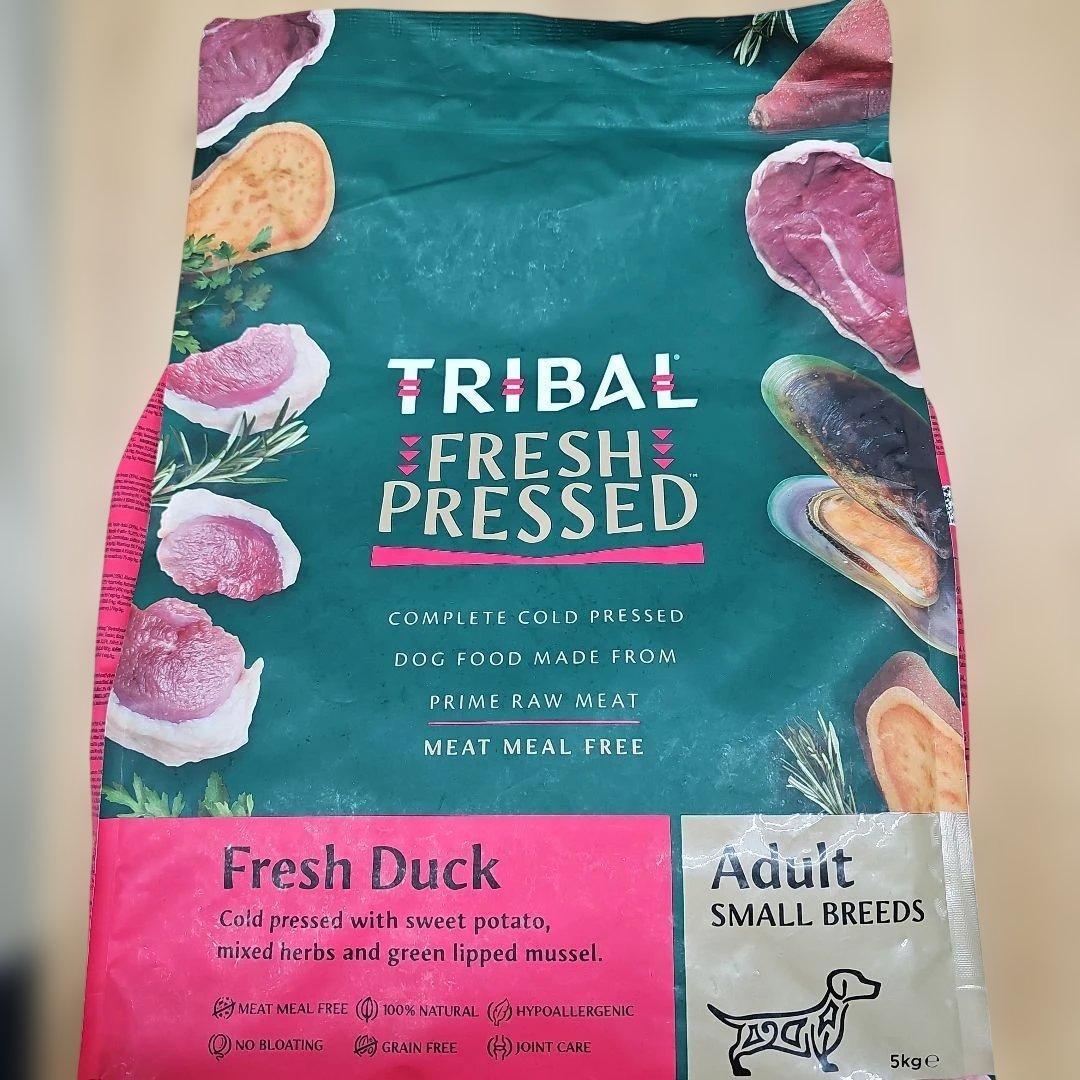 TRIBAL®
FRESH
PRESSED™
COMPLETE COLD PRESSED
DOG FOOD MADE FROM
PRIME RAW MEAT
MEAT MEAL FREE
Fresh Duck
Cold pressed with sweet potato,
mixed herbs and green lipped mussel.
MEAT MEAL FREE 100% NATURAL HYPOALLERGENIC
NO BLOATING GRAIN FREE JOINT CARE
Adult
SMALL BREEDS
5kg℮